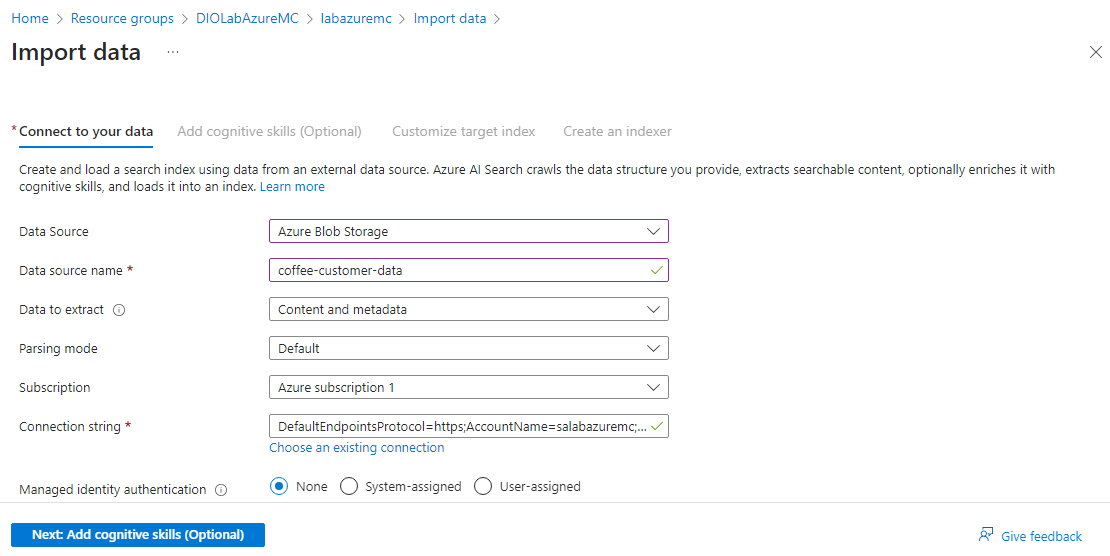 Home > Resource groups > DIOLabAzureMC > labazuremc > Import data >
Import data ...
* Connect to your data Add cognitive skills (Optional) Customize target index Create an indexer
Create and load a search index using data from an external data source. Azure AI Search crawls the data structure you provide, extracts searchable content, optionally enriches it with
cognitive skills, and loads it into an index. Learn more
Data Source Azure Blob Storage
Data source name * coffee-customer-data
Data to extract Content and metadata
Parsing mode Default
Subscription Azure subscription 1
Connection string * DefaultEndpointsProtocol=https;AccountName=salabazuremc;...
Choose an existing connection
Managed identity authentication None System-assigned User-assigned
Next: Add cognitive skills (Optional) Give feedback